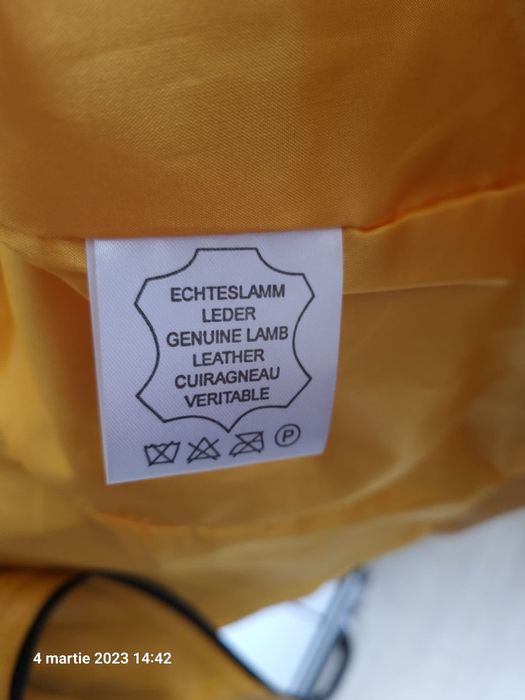 ECHTESLAMM
LEDER
GENUINE LAMB
LEATHER
CUIRAGNEAU
VERITABLE
P
4 martie 2023 14:42